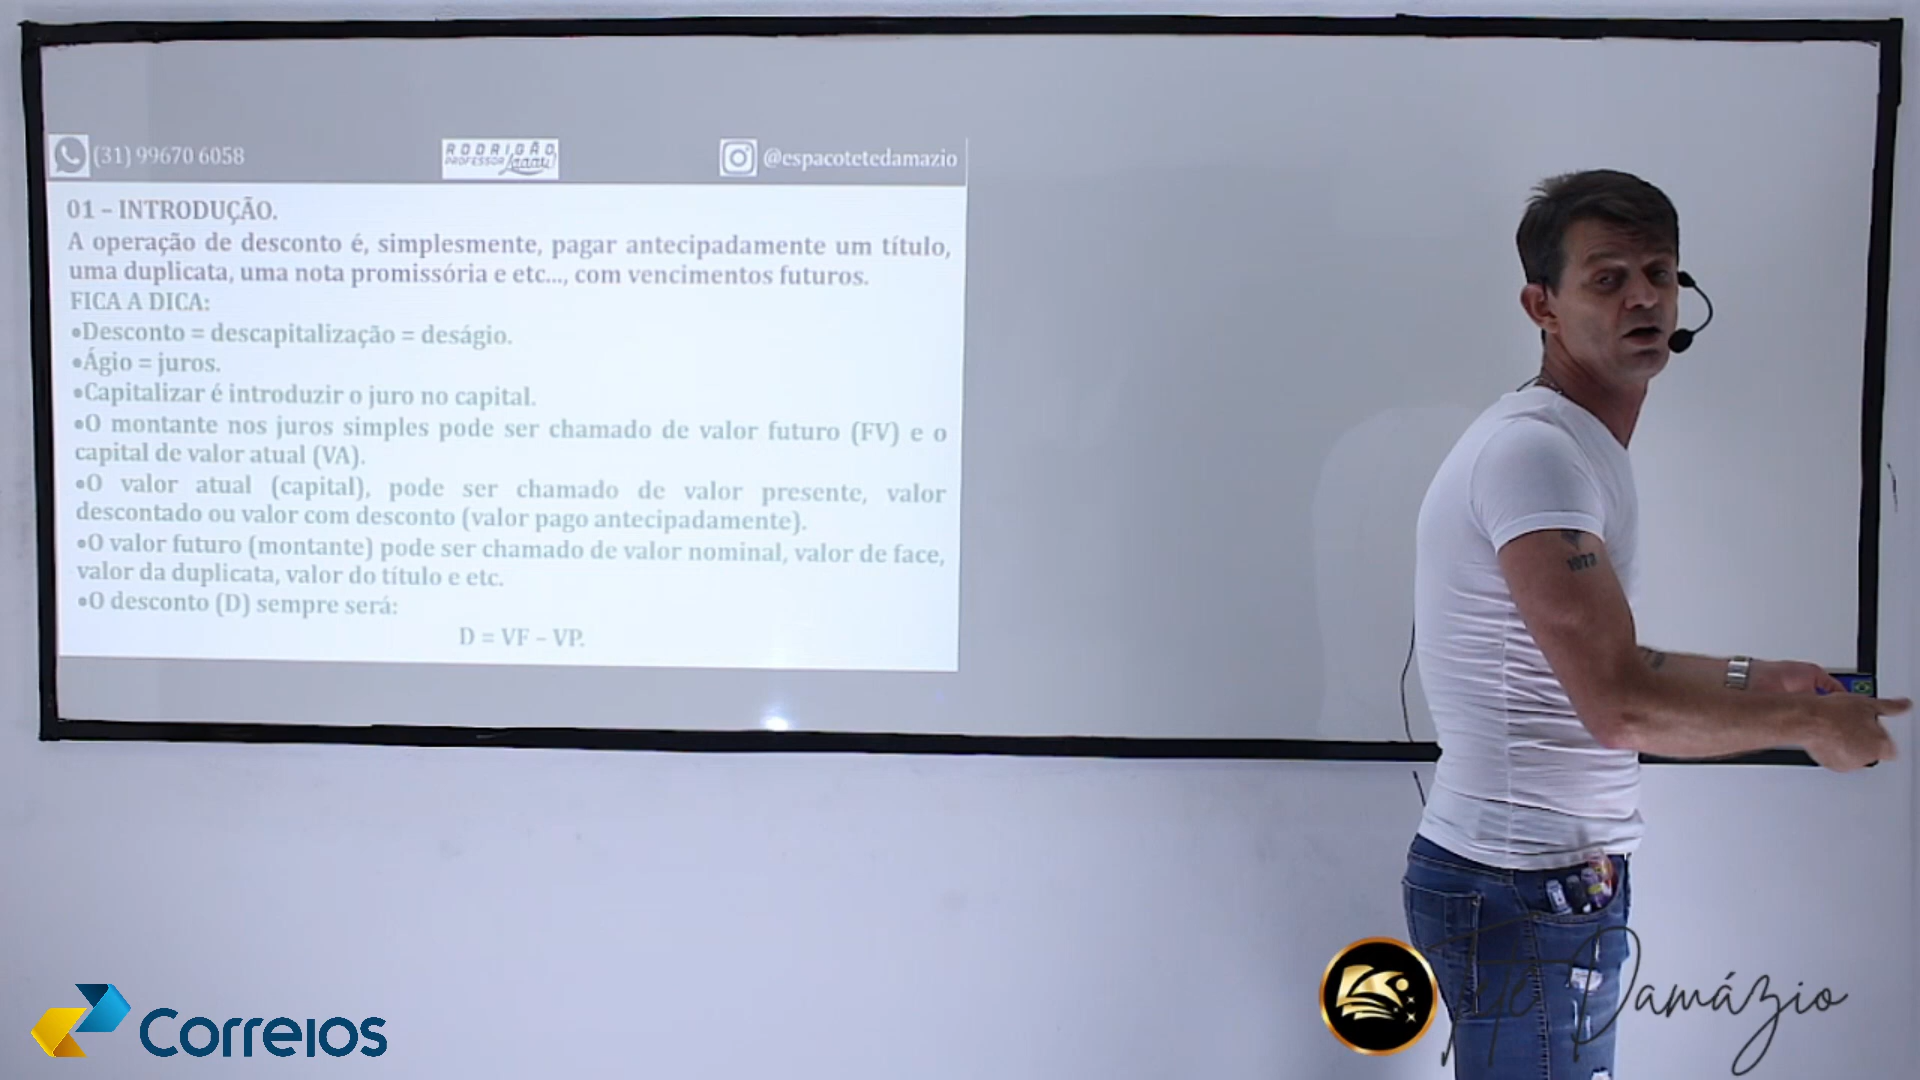 (31) 99670 6058
RODRIGÃO
PROFESSOR
@espacotetedamazio
01 – INTRODUÇÃO.
A operação de desconto é, simplesmente, pagar antecipadamente um título,
uma duplicata, uma nota promissória e etc..., com vencimentos futuros.
FICA A DICA:
•Desconto = descapitalização = deságio.
•Ágio = juros.
•Capitalizar é introduzir o juro no capital.
•O montante nos juros simples pode ser chamado de valor futuro (FV) e o
capital de valor atual (VA).
•O valor atual (capital), pode ser chamado de valor presente, valor
descontado ou valor com desconto (valor pago antecipadamente).
•O valor futuro (montante) pode ser chamado de valor nominal, valor de face,
valor da duplicata, valor do título e etc.
•O desconto (D) sempre será:
D = VF – VP.
Correios
Tetê Damázio